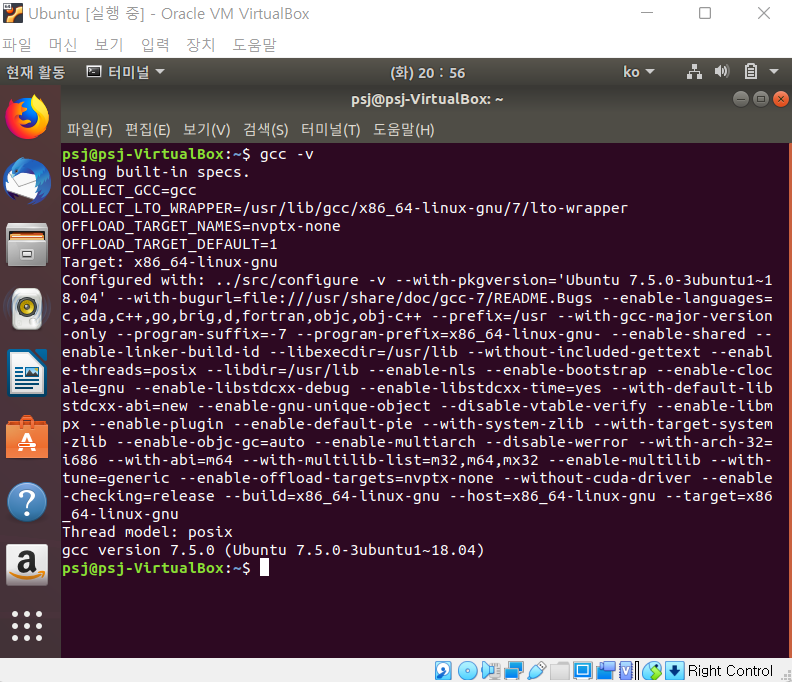 Ubuntu [실행 중] - Oracle VM VirtualBox
파일 머신 보기 입력 장치 도움말
현재 활동 터미널 (화) 20 : 56 ko
psj@psj-VirtualBox: ~
파일(F) 편집(E) 보기(V) 검색(S) 터미널(T) 도움말(H)
psj@psj-VirtualBox:~$ gcc -v
Using built-in specs.
COLLECT_GCC=gcc
COLLECT_LTO_WRAPPER=/usr/lib/gcc/x86_64-linux-gnu/7/lto-wrapper
OFFLOAD_TARGET_NAMES=nvptx-none
OFFLOAD_TARGET_DEFAULT=1
Target: x86_64-linux-gnu
Configured with: ../src/configure -v --with-pkgversion='Ubuntu 7.5.0-3ubuntu1~1
8.04' --with-bugurl=file:///usr/share/doc/gcc-7/README.Bugs --enable-languages=
c,ada,c++,go,brig,d,fortran,objc,obj-c++ --prefix=/usr --with-gcc-major-version
-only --program-suffix=-7 --program-prefix=x86_64-linux-gnu- --enable-shared --
enable-linker-build-id --libexecdir=/usr/lib --without-included-gettext --enabl
e-threads=posix --libdir=/usr/lib --enable-nls --enable-bootstrap --enable-cloc
ale=gnu --enable-libstdcxx-debug --enable-libstdcxx-time=yes --with-default-lib
stdcxx-abi=new --enable-gnu-unique-object --disable-vtable-verify --enable-libm
px --enable-plugin --enable-default-pie --with-system-zlib --with-target-system
-zlib --enable-objc-gc=auto --enable-multiarch --disable-werror --with-arch-32=
i686 --with-abi=m64 --with-multilib-list=m32,m64,mx32 --enable-multilib --with-
tune=generic --enable-offload-targets=nvptx-none --without-cuda-driver --enable
-checking=release --build=x86_64-linux-gnu --host=x86_64-linux-gnu --target=x86
_64-linux-gnu
Thread model: posix
gcc version 7.5.0 (Ubuntu 7.5.0-3ubuntu1~18.04)
psj@psj-VirtualBox:~$
Right Control